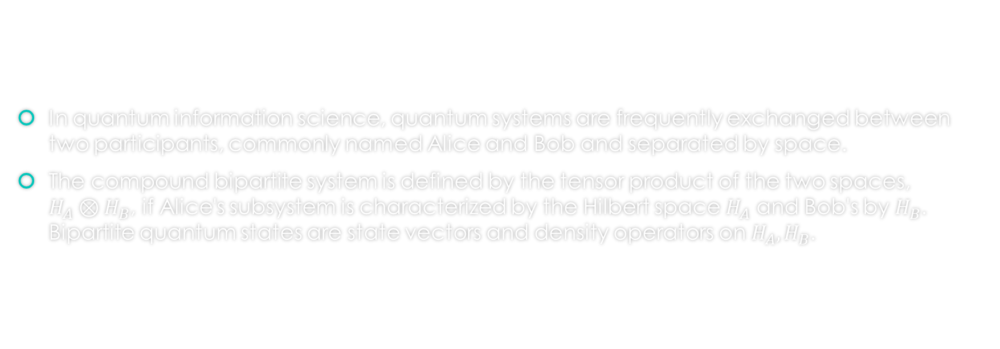 In quantum information science, quantum systems are frequently exchanged between
two participants, commonly named Alice and Bob and separated by space.
The compound bipartite system is defined by the tensor product of the two spaces,
H_A ⊗ H_B, if Alice's subsystem is characterized by the Hilbert space H_A and Bob's by H_B.
Bipartite quantum states are state vectors and density operators on H_A, H_B.